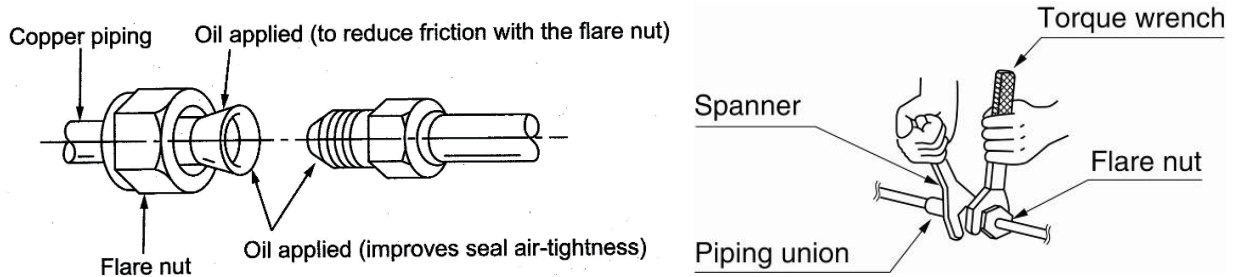 Copper piping
Oil applied (to reduce friction with the flare nut)
Flare nut
Oil applied (improves seal air-tightness)
Torque wrench
Spanner
Flare nut
Piping union